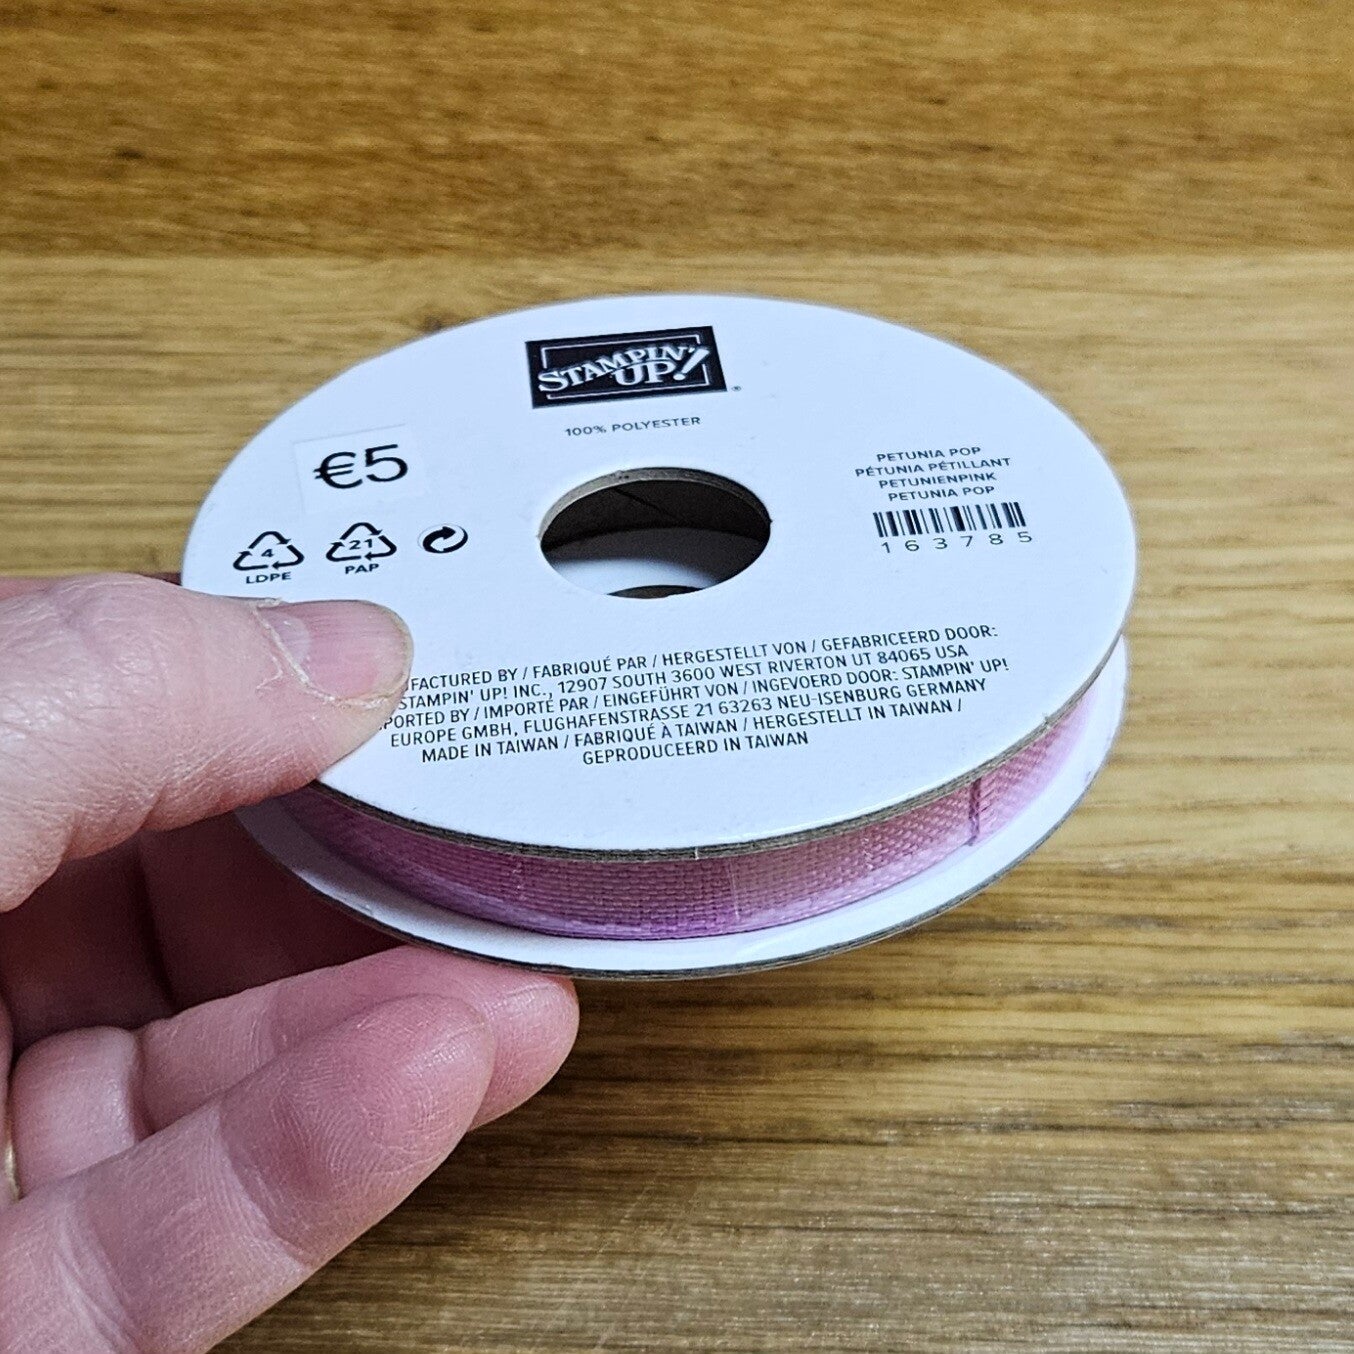 STAMPIN' UP!®
100% POLYESTER
€5
PETUNIA POP
PÉTUNIA PÉTILLANT
PETUNIENPINK
PETUNIA POP
163785
4
LDPE
21
PAP
BY / FABRIQUÉ PAR / HERGESTELLT VON / GEFABRICEERD DOOR:
STAMPIN' UP! INC., 12907 SOUTH 3600 WEST RIVERTON UT 84065 USA
BY / IMPORTÉ PAR / EINGEFÜHRT VON / INGEVOERD DOOR: STAMPIN' UP!
EUROPE GMBH, FLUGHAFENSTRASSE 21 63263 NEU-ISENBURG GERMANY
MADE IN TAIWAN / FABRIQUÉ À TAIWAN / HERGESTELLT IN TAIWAN /
GEPRODUCEERD IN TAIWAN